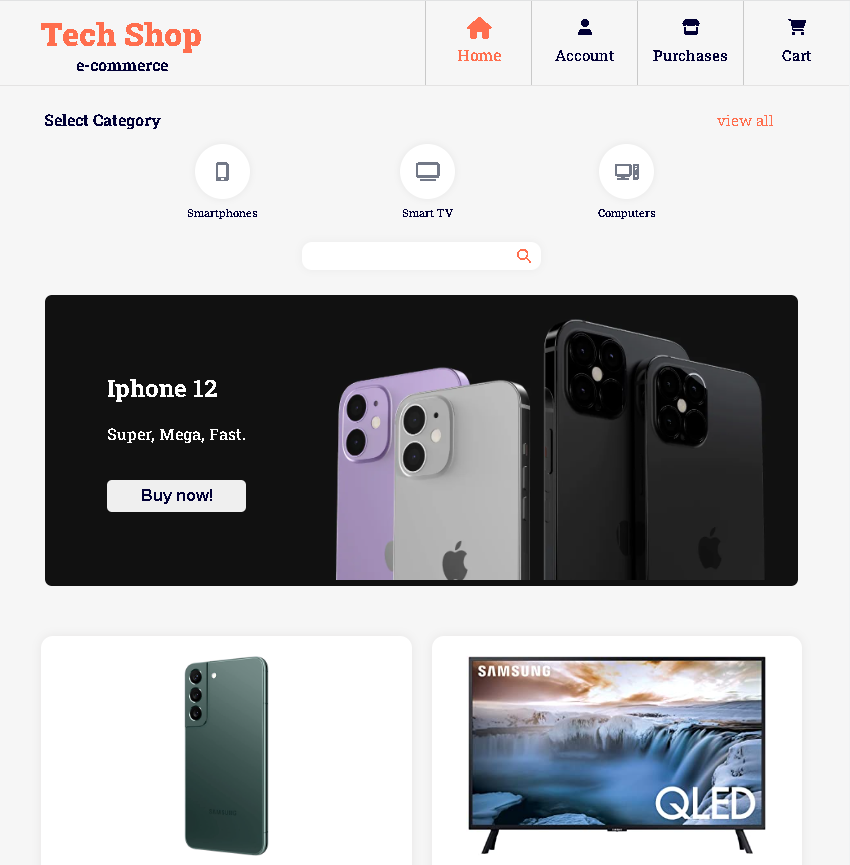 Tech Shop
e-commerce
Home
Account
Purchases
Cart
Select Category
view all
Smartphones
Smart TV
Computers
Iphone 12
Super, Mega, Fast.
Buy now!
SAMSUNG
SAMSUNG
QLED